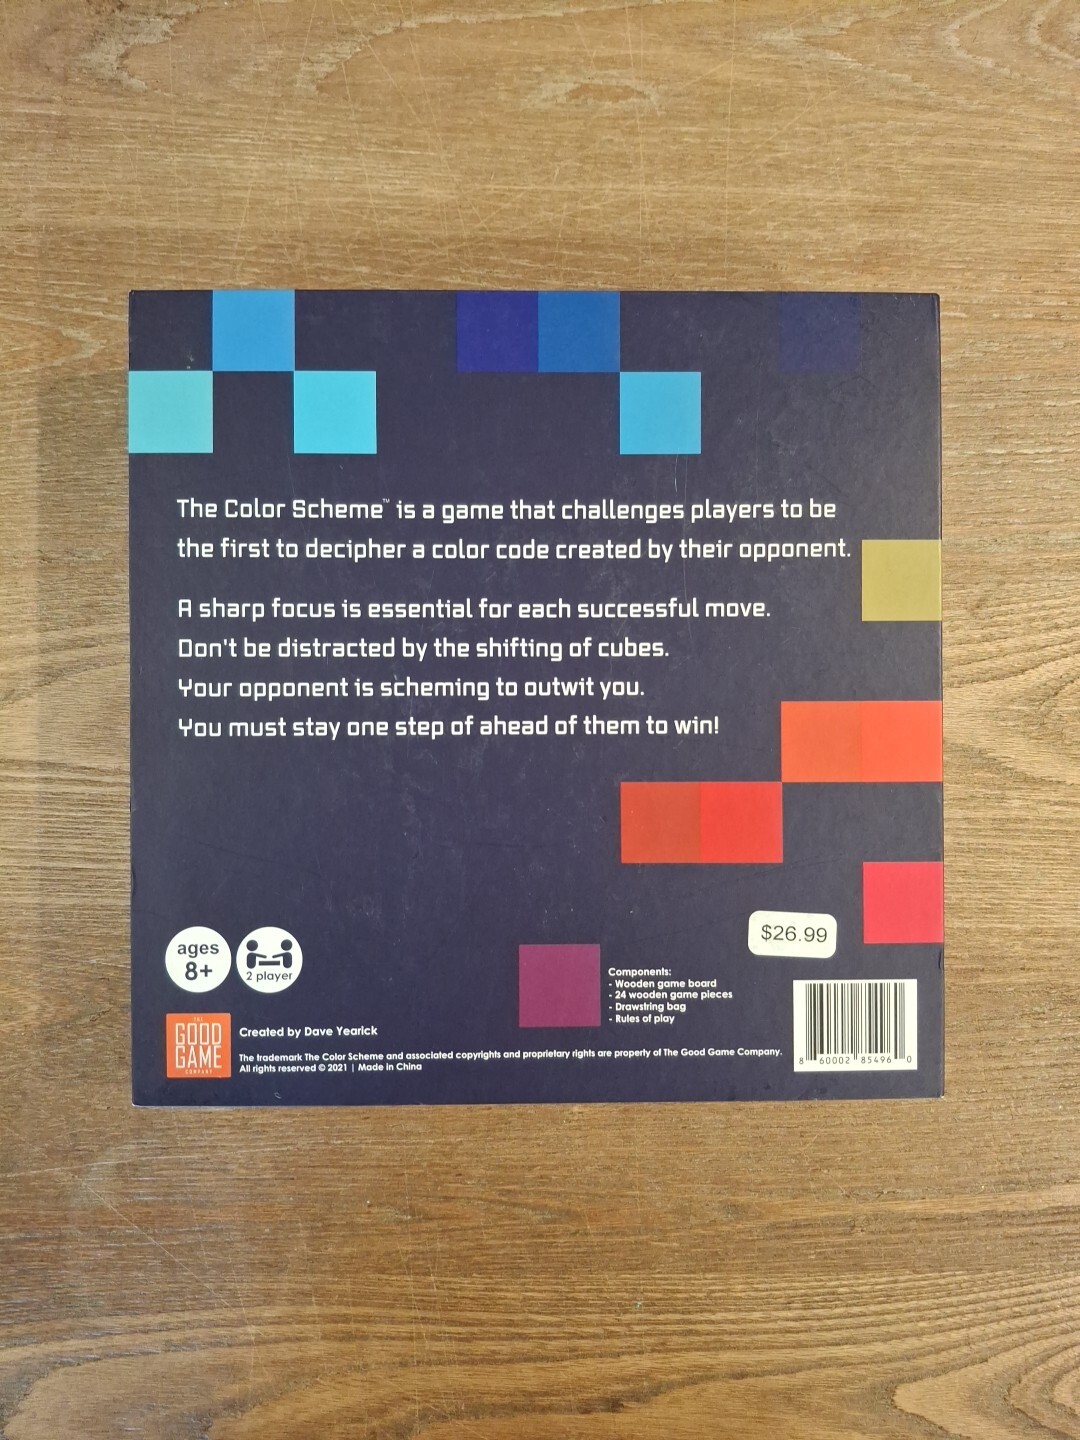 The Color Scheme™ is a game that challenges players to be
the first to decipher a color code created by their opponent.
A sharp focus is essential for each successful move.
Don't be distracted by the shifting of cubes.
Your opponent is scheming to outwit you.
You must stay one step of ahead of them to win!
$26.99
ages
8+
2 player
Components:
- Wooden game board
- 24 wooden game pieces
- Drawstring bag
- Rules of play
THE
GOOD
GAME
COMPANY
Created by Dave Yearick
The trademark The Color Scheme and associated copyrights and proprietary rights are property of The Good Game Company.
All rights reserved © 2021 | Made in China
8 60002 85496 0